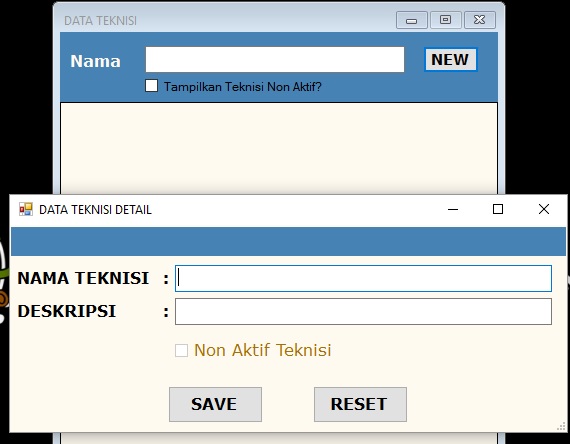 DATA TEKNISI
Nama
NEW
Tampilkan Teknisi Non Aktif?
DATA TEKNISI DETAIL
NAMA TEKNISI :
DESKRIPSI :
Non Aktif Teknisi
SAVE RESET